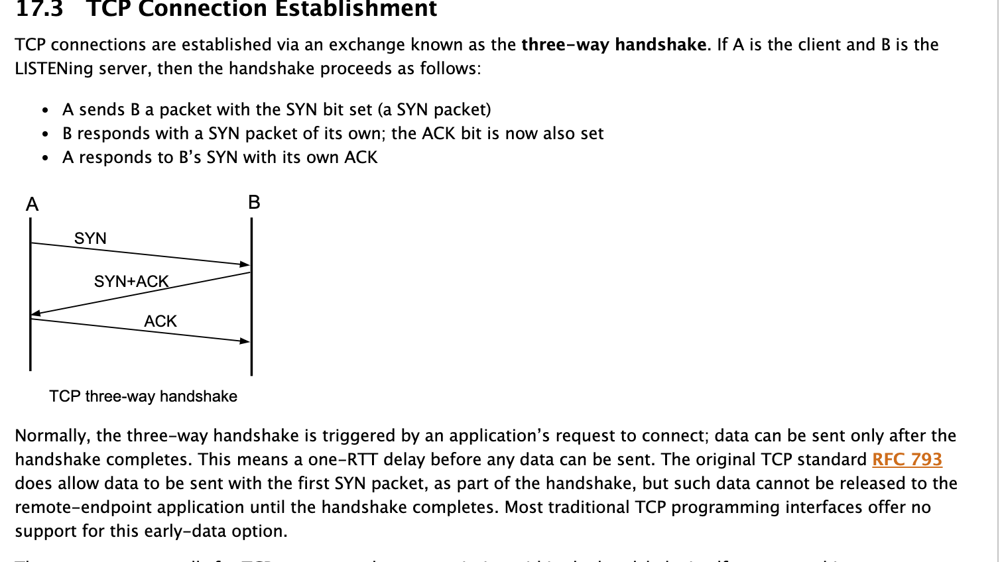 17.3 TCP Connection Establishment
TCP connections are established via an exchange known as the three-way handshake. If A is the client and B is the
LISTENing server, then the handshake proceeds as follows:
• A sends B a packet with the SYN bit set (a SYN packet)
• B responds with a SYN packet of its own; the ACK bit is now also set
• A responds to B’s SYN with its own ACK
A
B
SYN
SYN+ACK
ACK
TCP three-way handshake
Normally, the three-way handshake is triggered by an application’s request to connect; data can be sent only after the
handshake completes. This means a one-RTT delay before any data can be sent. The original TCP standard RFC 793
does allow data to be sent with the first SYN packet, as part of the handshake, but such data cannot be released to the
remote-endpoint application until the handshake completes. Most traditional TCP programming interfaces offer no
support for this early-data option.